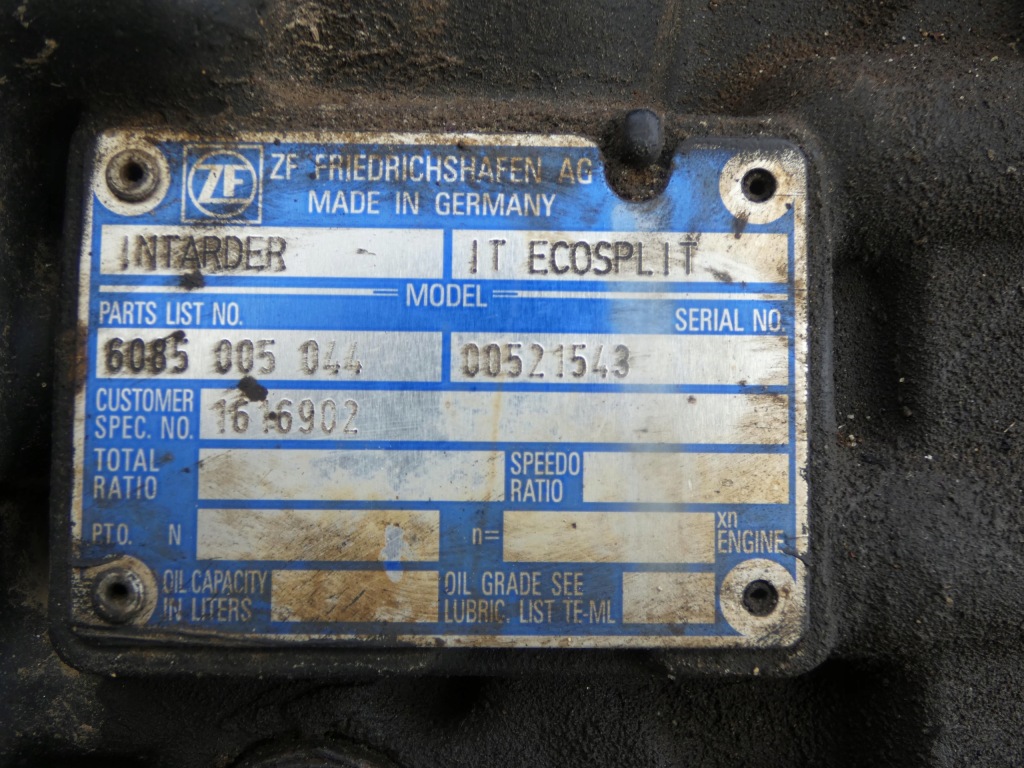 ZF ZF FRIEDRICHSHAFEN AG
MADE IN GERMANY
INTARDER IT ECOSPLIT
MODEL
PARTS LIST NO. SERIAL NO.
6085 005 044 00521543
CUSTOMER SPEC. NO. 1616902
TOTAL RATIO SPEEDO RATIO
PTO. N n= xn ENGINE
OIL CAPACITY IN LITERS OIL GRADE SEE LUBRIC. LIST TE-ML